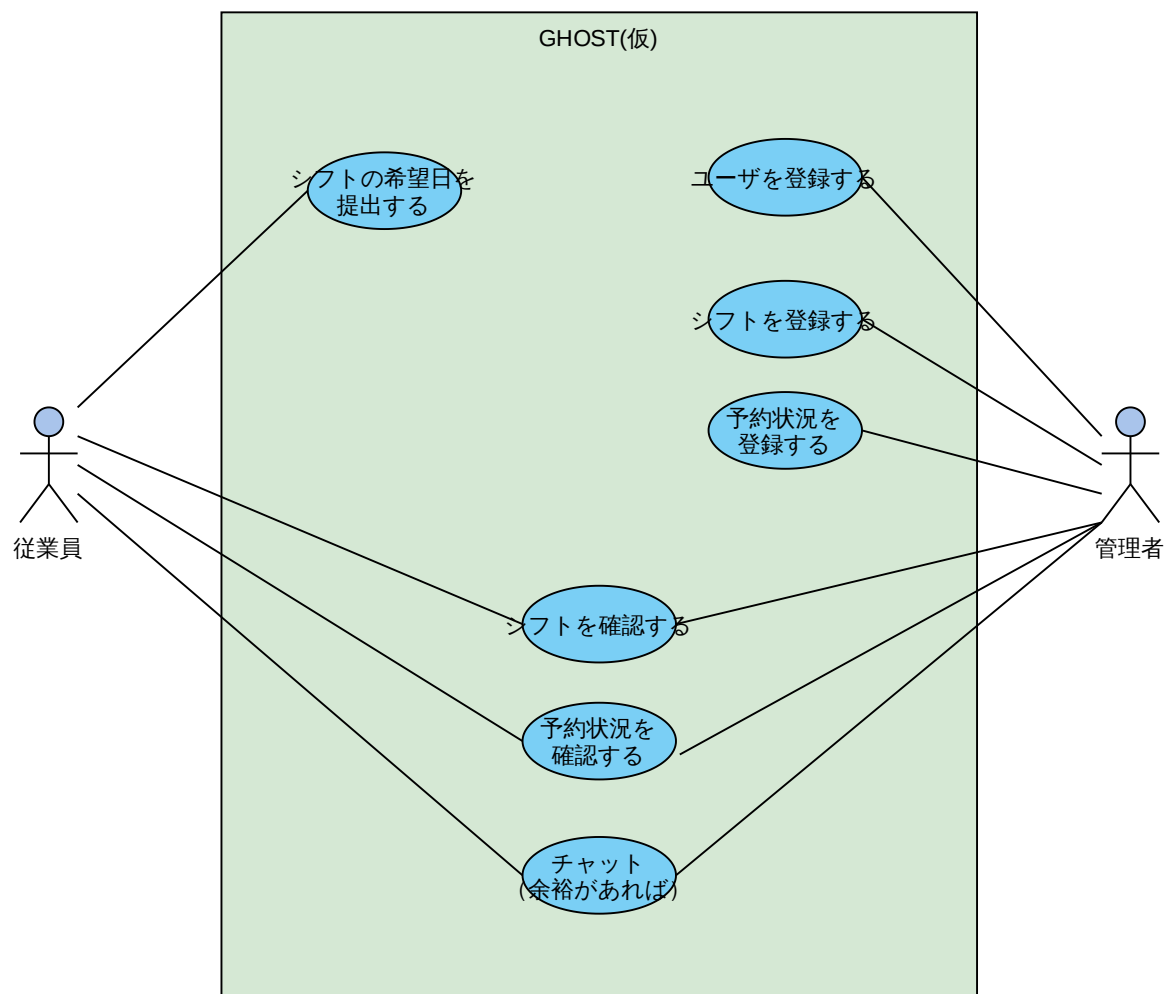 GHOST(仮)
シフトの希望日を
提出する
ユーザを登録する
シフトを登録する
予約状況を
登録する
従業員
管理者
シフトを確認する
予約状況を
確認する
チャット
（余裕があれば）